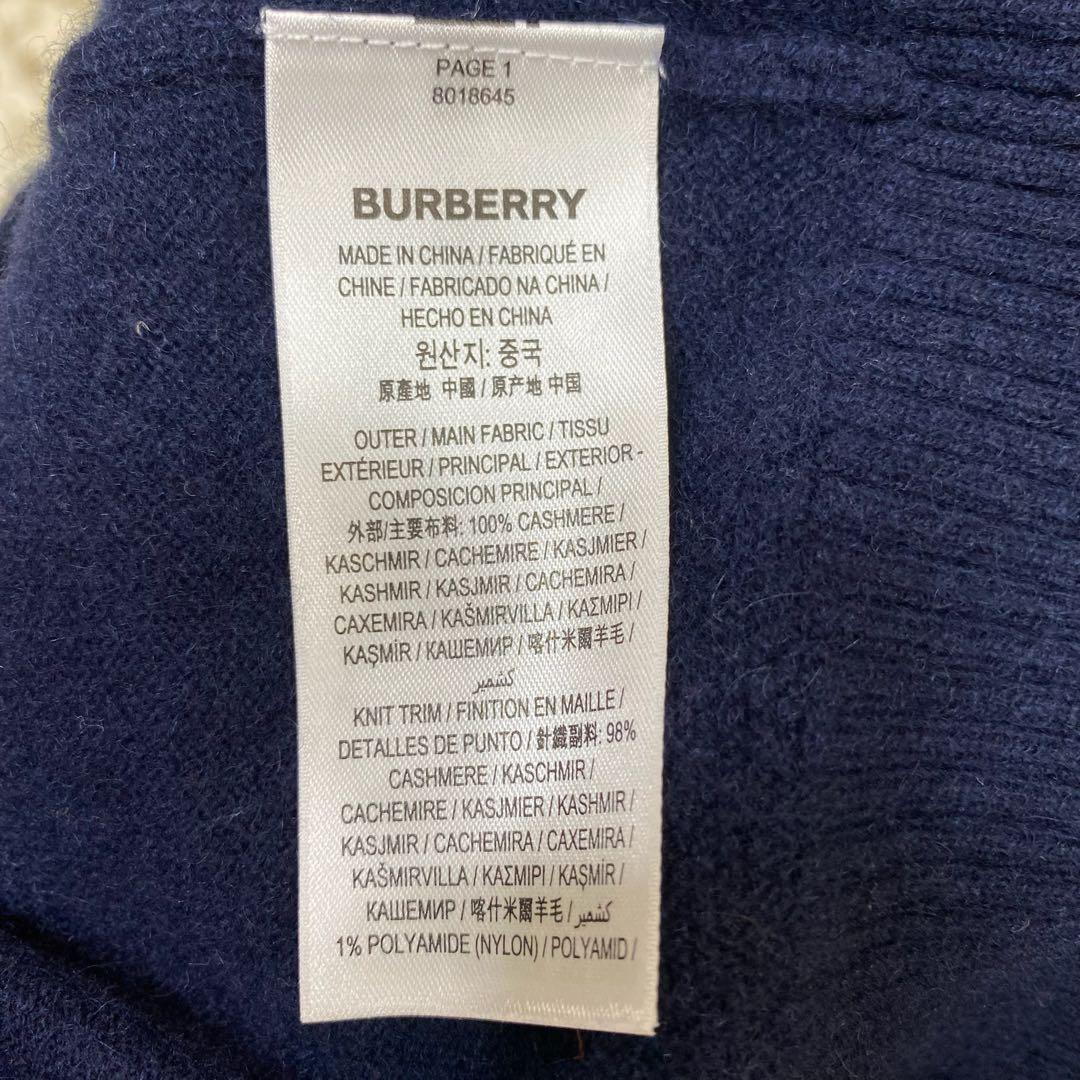 PAGE 1
8018645
BURBERRY
MADE IN CHINA / FABRIQUÉ EN
CHINE / FABRICADO NA CHINA /
HECHO EN CHINA
원산지: 중국
原產地 中國 / 原产地 中国
OUTER / MAIN FABRIC / TISSU
EXTÉRIEUR / PRINCIPAL / EXTERIOR -
COMPOSICION PRINCIPAL /
外部/主要布料: 100% CASHMERE /
KASCHMIR / CACHEMIRE / KASJMIER /
KASHMIR / KASJMIR / CACHEMIRA /
CAXEMIRA / KAŠMIRVILLA / ΚΑΣΜΙΡΙ /
KAŞMİR / КАШЕМИР / 喀什米爾羊毛 /
كشمير
KNIT TRIM / FINITION EN MAILLE /
DETALLES DE PUNTO / 針織副料: 98%
CASHMERE / KASCHMIR /
CACHEMIRE / KASJMIER / KASHMIR /
KASJMIR / CACHEMIRA / CAXEMIRA /
KAŠMIRVILLA / ΚΑΣΜΙΡΙ / KAŞMİR /
КАШЕМИР / 喀什米爾羊毛 / كشمير /
1% POLYAMIDE (NYLON) / POLYAMID /